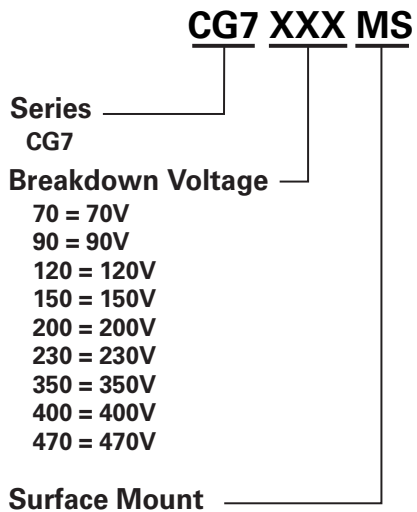 CG7 XXX MS
Series
CG7
Breakdown Voltage
70 = 70V
90 = 90V
120 = 120V
150 = 150V
200 = 200V
230 = 230V
350 = 350V
400 = 400V
470 = 470V
Surface Mount